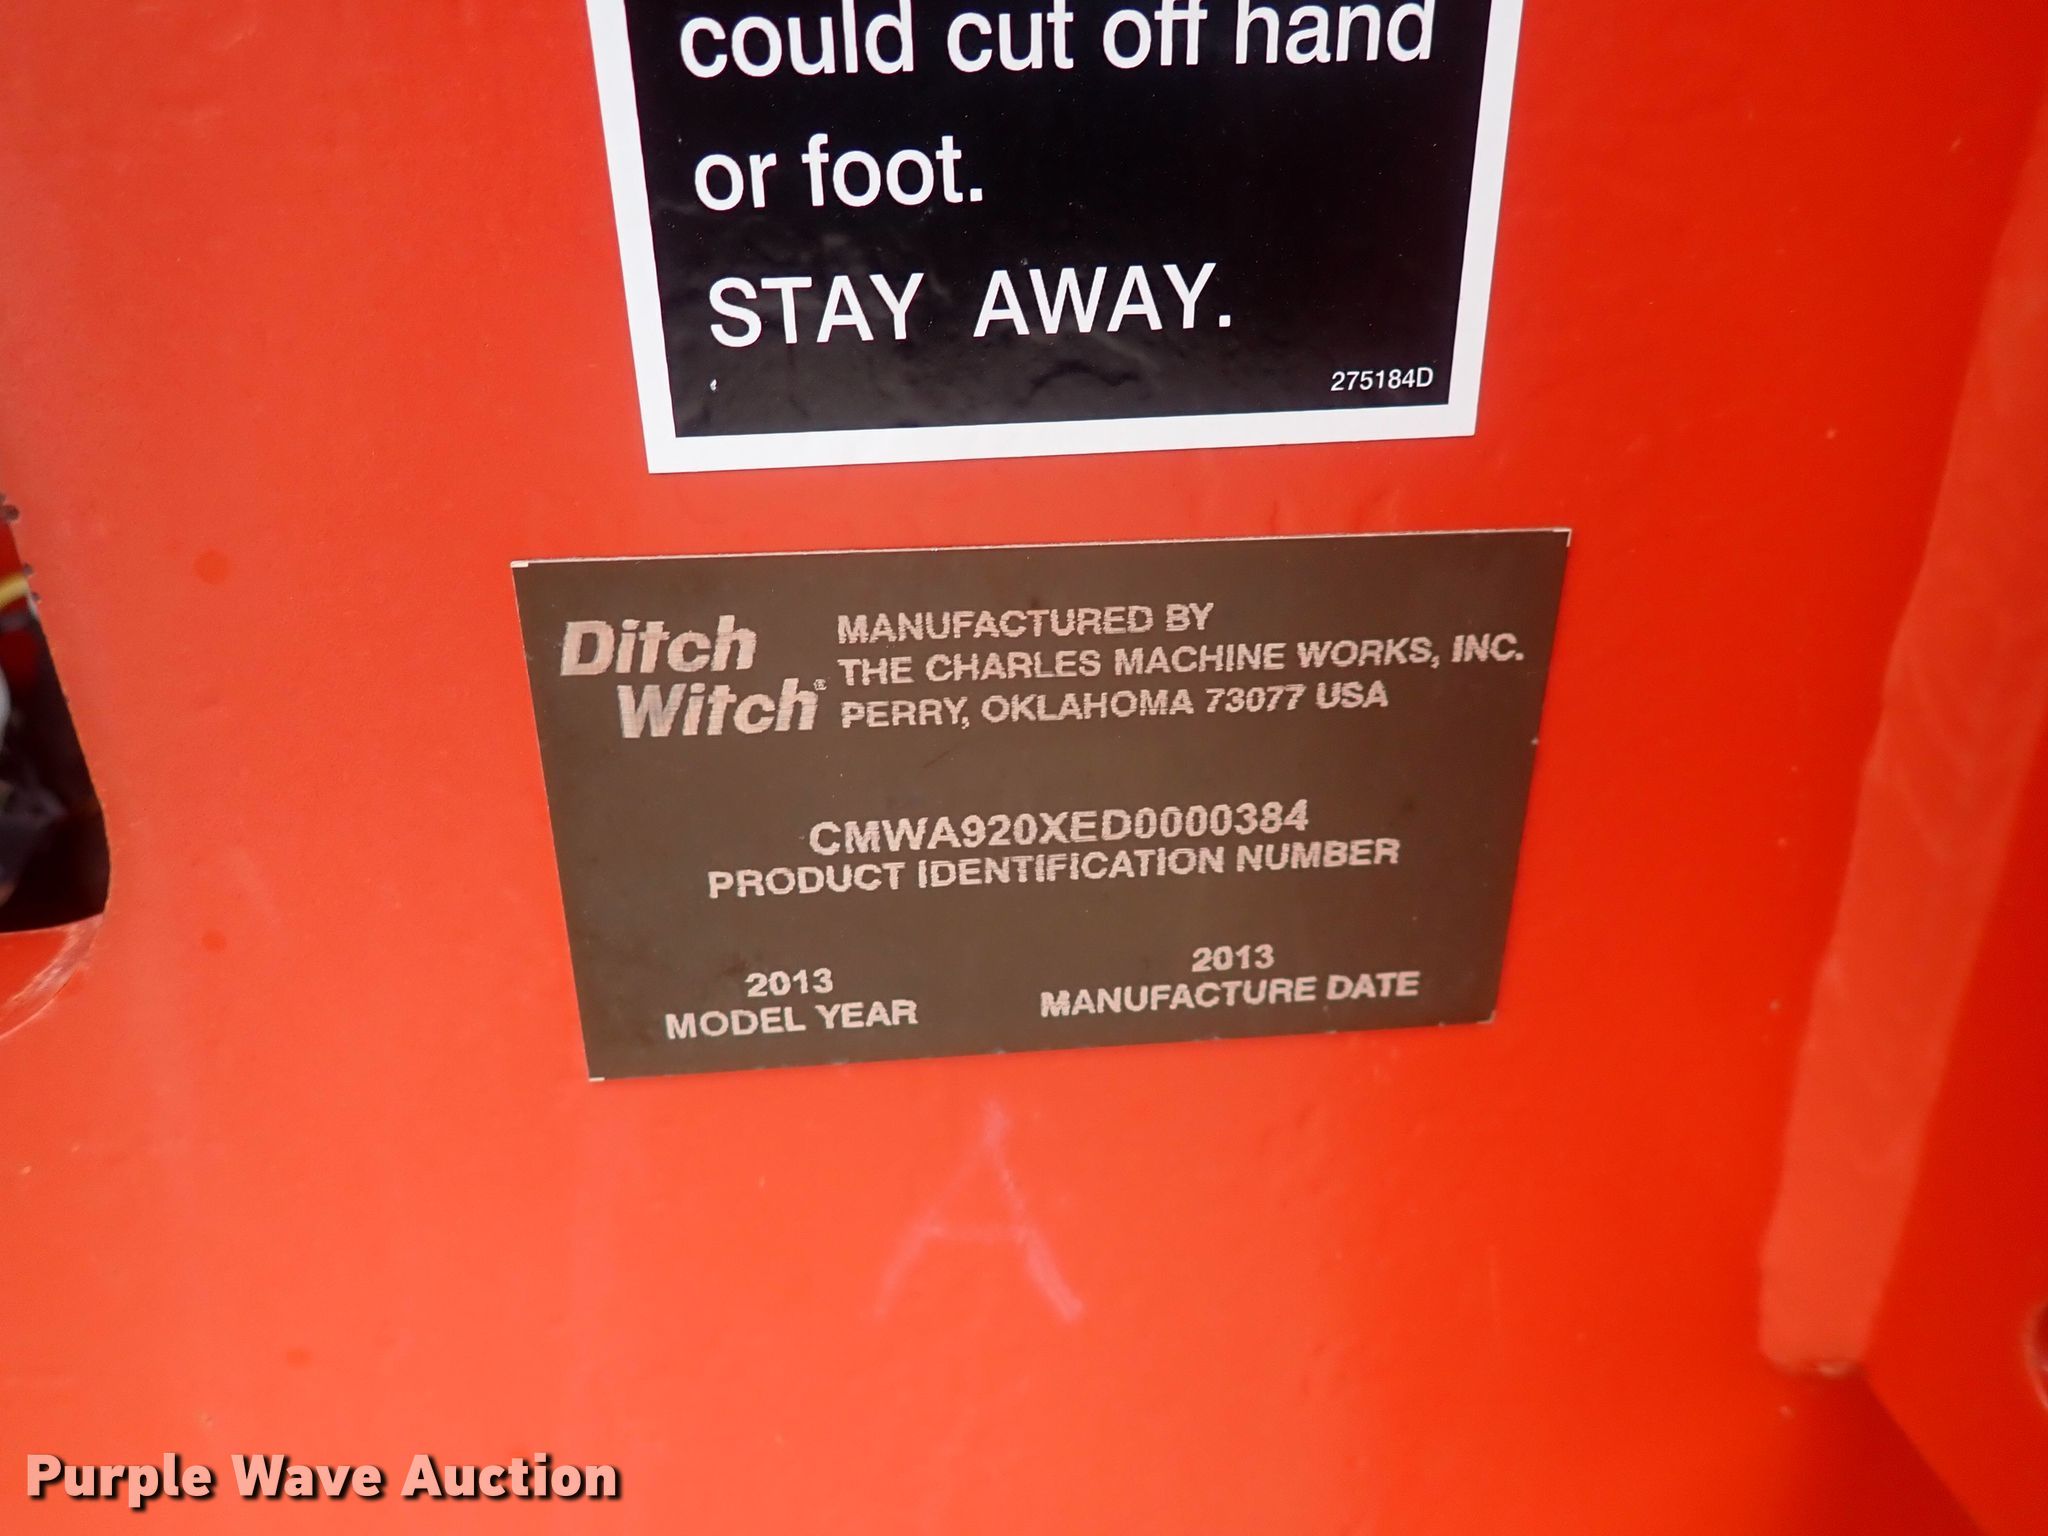 could cut off hand
or foot.
STAY AWAY.
275184D
Ditch
Witch®
MANUFACTURED BY
THE CHARLES MACHINE WORKS, INC.
PERRY, OKLAHOMA 73077 USA
CMWA920XED0000384
PRODUCT IDENTIFICATION NUMBER
2013
MODEL YEAR
2013
MANUFACTURE DATE
A
Purple Wave Auction